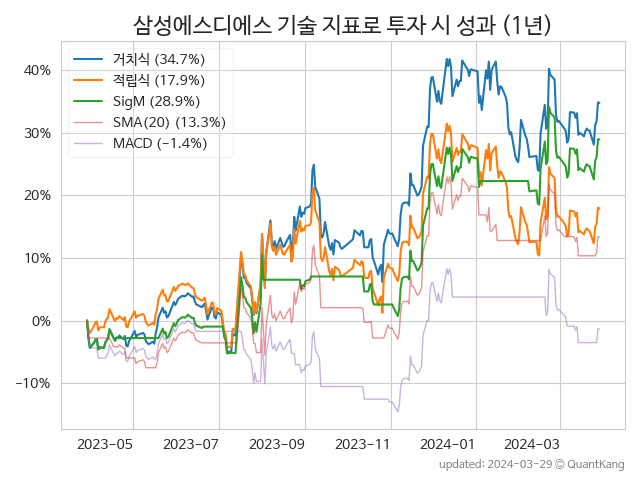 삼성에스디에스 기술 지표로 투자 시 성과 (1년)
거치식 (34.7%)
적립식 (17.9%)
SigM (28.9%)
SMA(20) (13.3%)
MACD (−1.4%)
40%
30%
20%
10%
0%
−10%
2023-05 2023-07 2023-09 2023-11 2024-01 2024-03
updated: 2024-03-29 ⓒ QuantKang